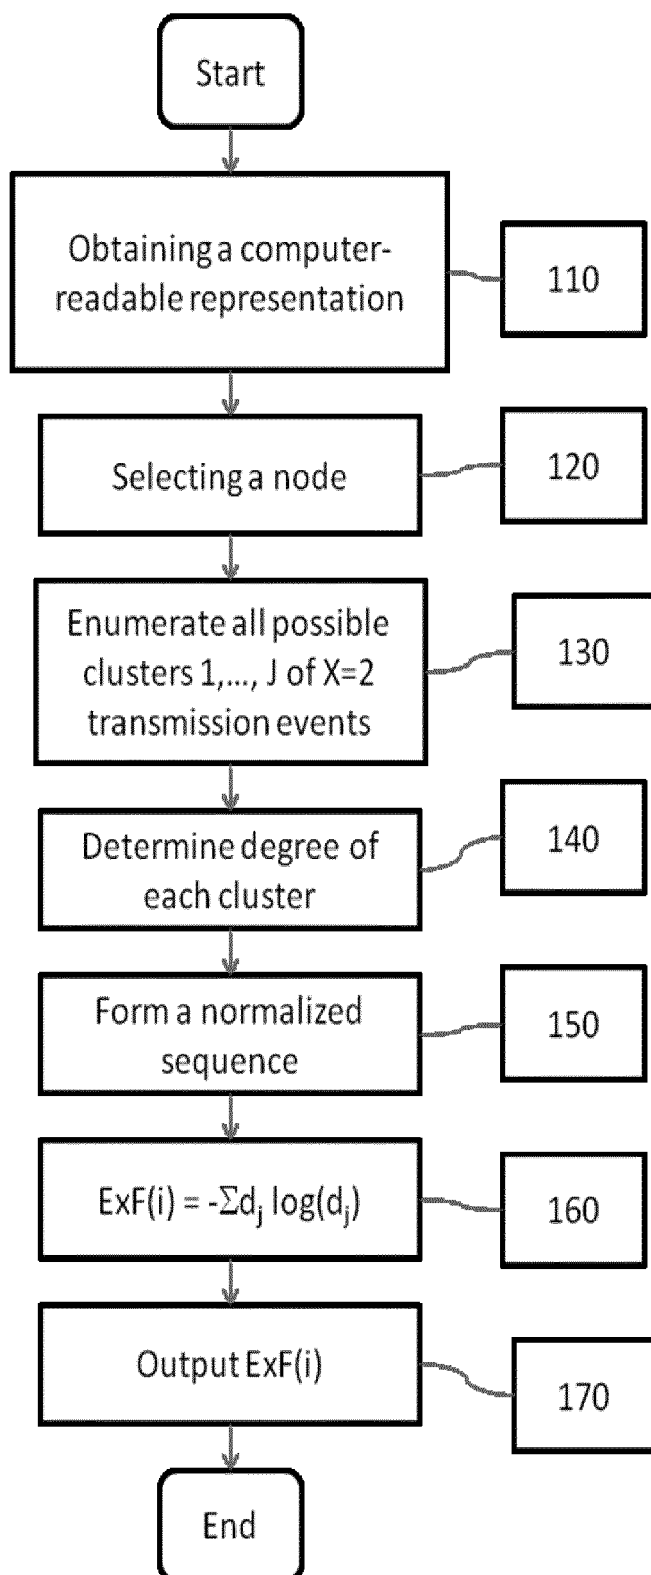 Start
Obtaining a computer-
readable representation
110
Selecting a node
120
Enumerate all possible
clusters 1,..., J of X=2
transmission events
130
Determine degree of
each cluster
140
Form a normalized
sequence
150
ExF(i) = -Σdⱼ log(dⱼ)
160
Output ExF(i)
170
End